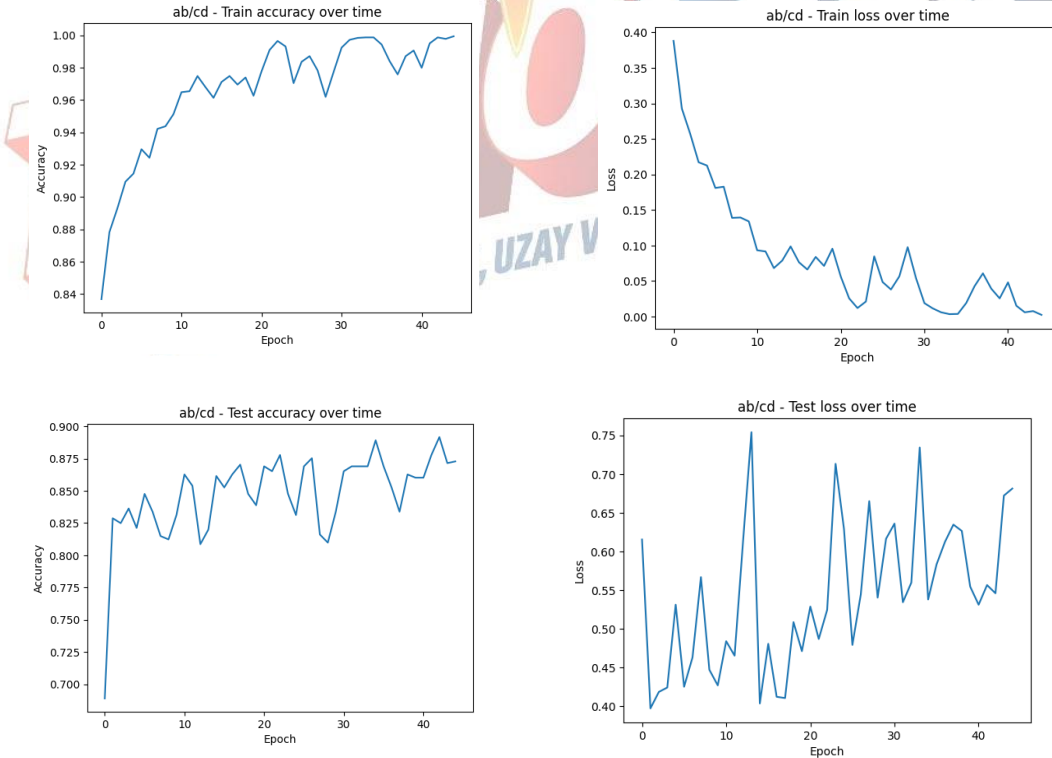 ab/cd - Train accuracy over time
1.00
0.98
0.96
0.94
0.92
0.90
0.88
0.86
0.84
Accuracy
0 10 20 30 40
Epoch
ab/cd - Train loss over time
0.40
0.35
0.30
0.25
0.20
0.15
0.10
0.05
0.00
Loss
0 10 20 30 40
Epoch
, UZAY V
ab/cd - Test accuracy over time
0.900
0.875
0.850
0.825
0.800
0.775
0.750
0.725
0.700
Accuracy
0 10 20 30 40
Epoch
ab/cd - Test loss over time
0.75
0.70
0.65
0.60
0.55
0.50
0.45
0.40
Loss
0 10 20 30 40
Epoch